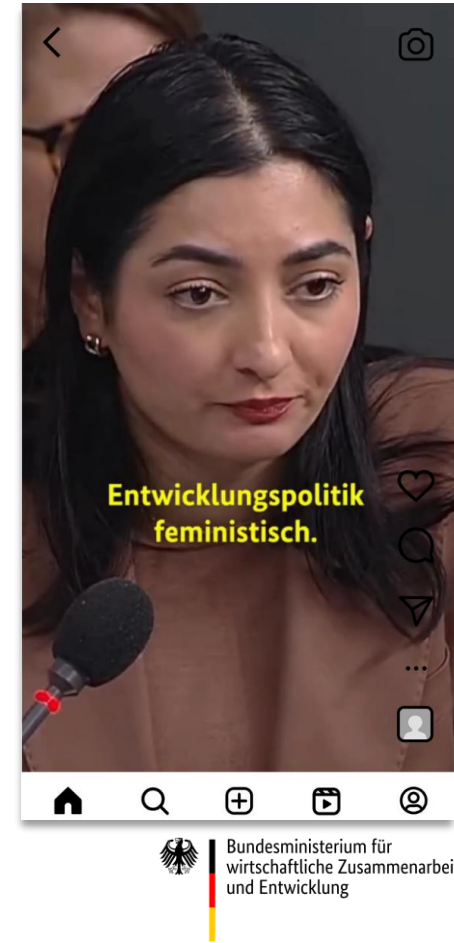 Entwicklungspolitik
feministisch.
Bundesministerium für
wirtschaftliche Zusammenarbei
und Entwicklung